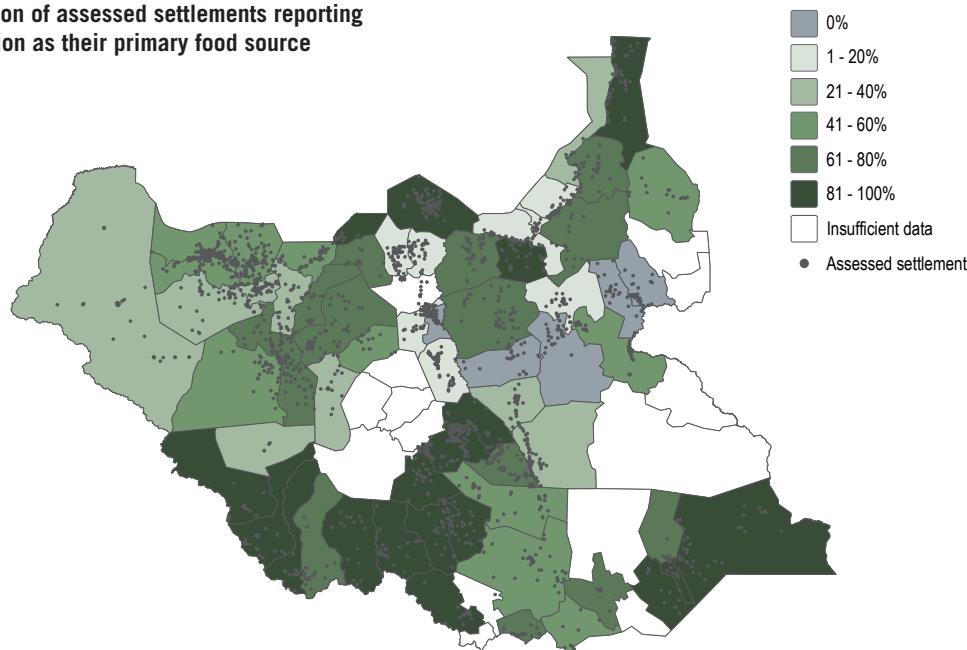 on of assessed settlements reporting
ion as their primary food source
0%
1 - 20%
21 - 40%
41 - 60%
61 - 80%
81 - 100%
Insufficient data
Assessed settlement